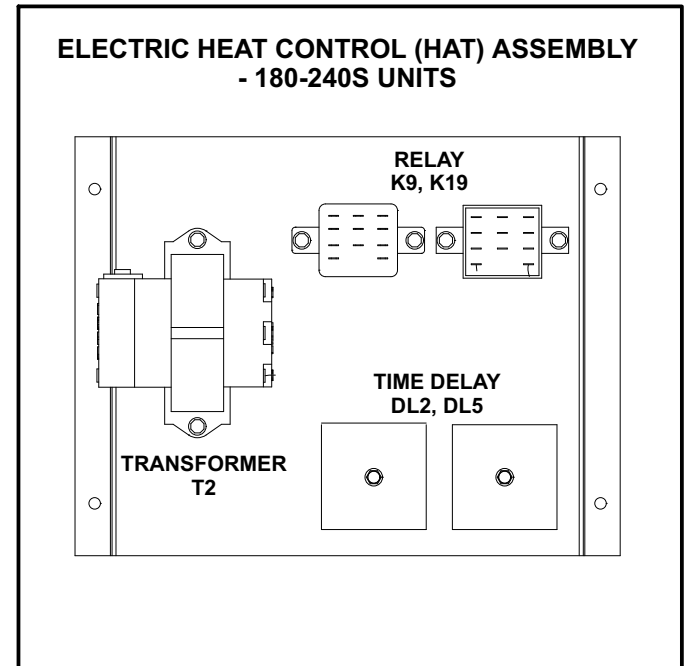 ELECTRIC HEAT CONTROL (HAT) ASSEMBLY
- 180-240S UNITS
RELAY
K9, K19
TIME DELAY
DL2, DL5
TRANSFORMER
T2